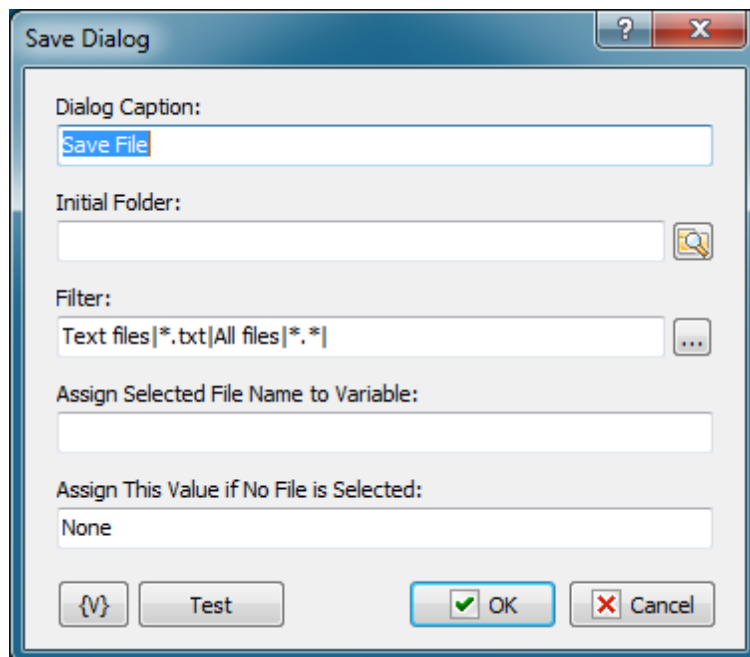 Save Dialog
?
Dialog Caption:
Save File
Initial Folder:
Filter:
Text files|*.txt|All files|*.*|
...
Assign Selected File Name to Variable:
Assign This Value if No File is Selected:
None
{V} Test OK Cancel